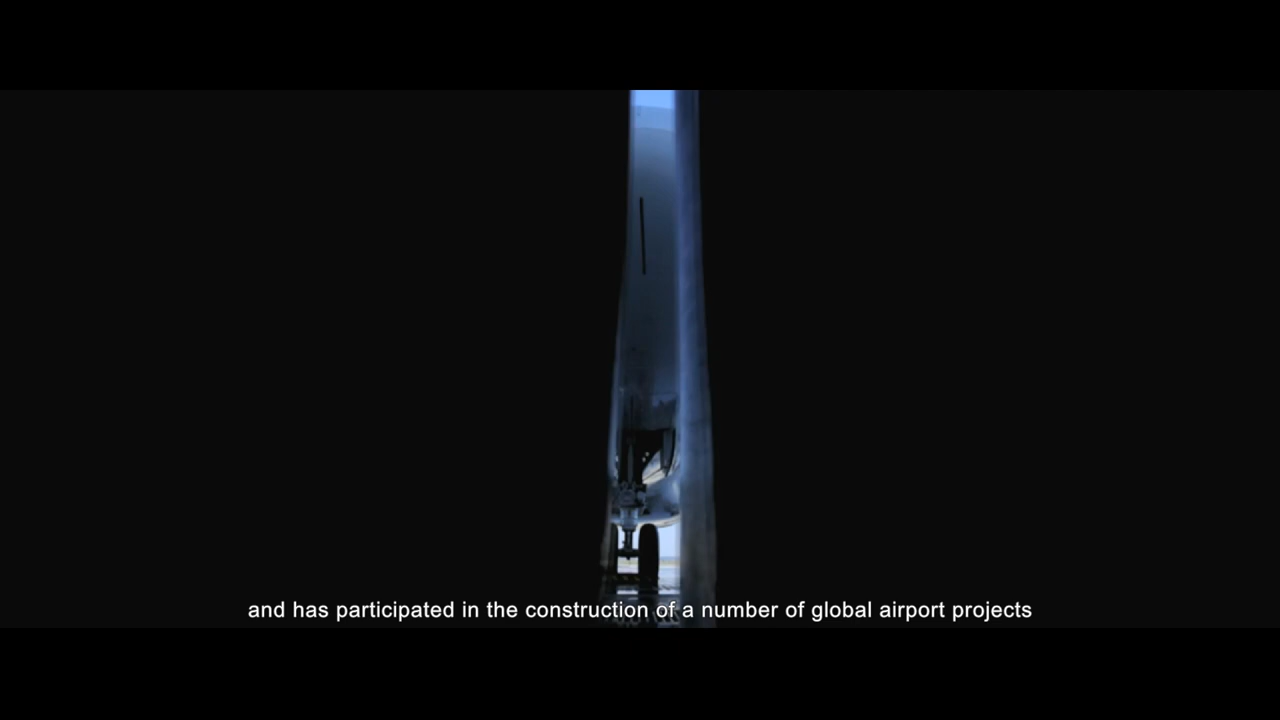 and has participated in the construction of a number of global airport projects